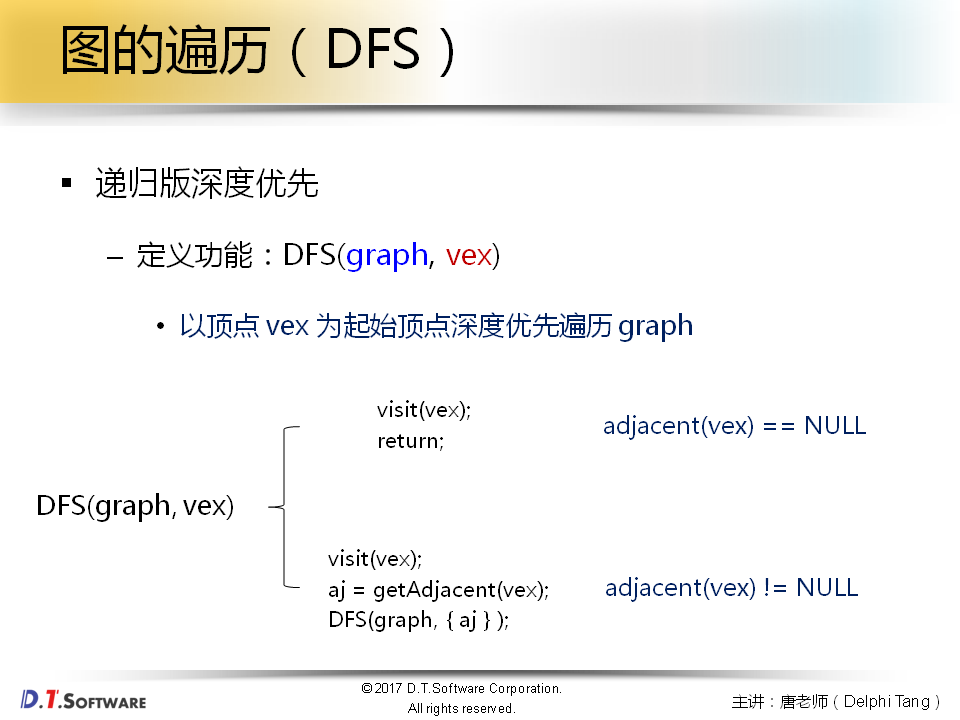 图的遍历（DFS）
▪ 递归版深度优先
– 定义功能：DFS(graph, vex)
• 以顶点 vex 为起始顶点深度优先遍历 graph
visit(vex);
return;
adjacent(vex) == NULL
DFS(graph, vex)
visit(vex);
aj = getAdjacent(vex);
DFS(graph, { aj } );
adjacent(vex) != NULL
D.T.SOFTWARE
©2017 D.T.Software Corporation.
All rights reserved.
主讲：唐老师（Delphi Tang）